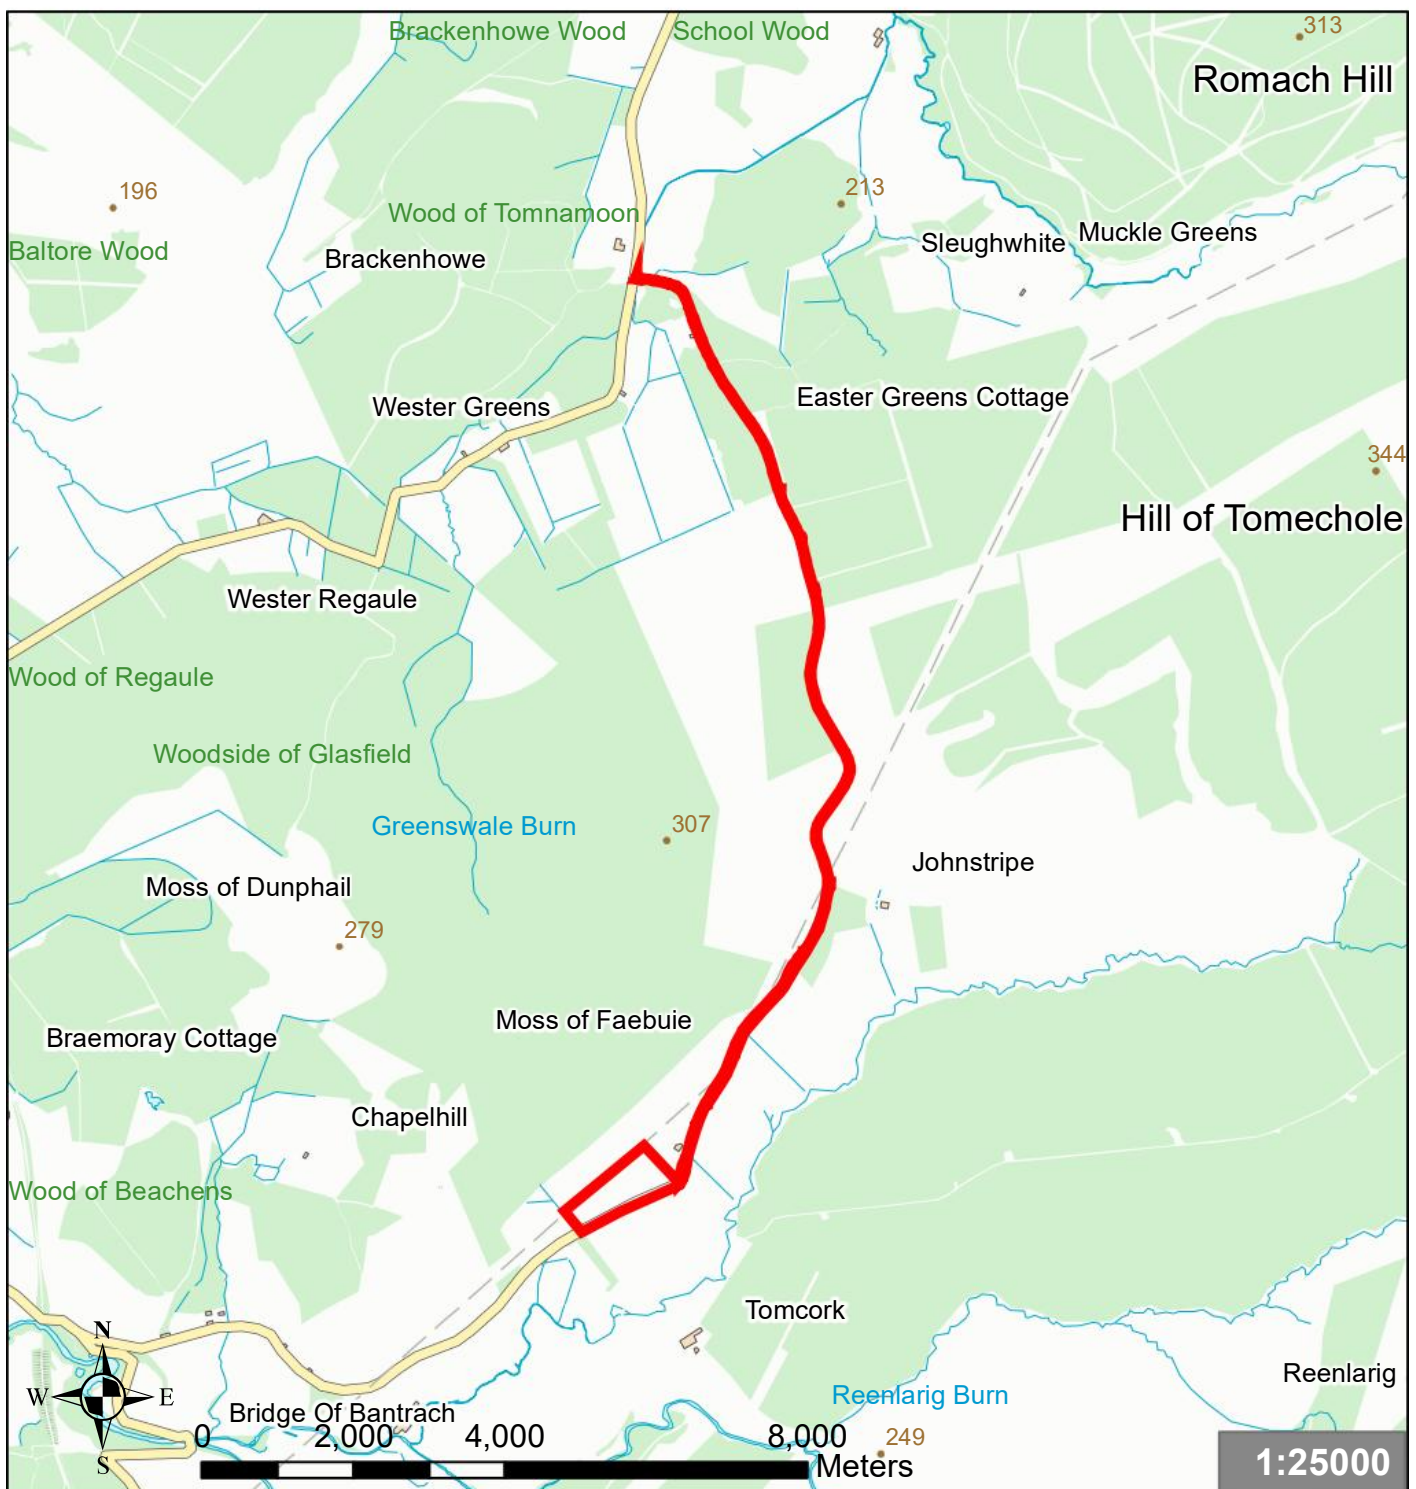 Brackenhowe Wood
School Wood
313
Romach Hill
196
213
Wood of Tomnamoon
Baltore Wood
Brackenhowe
Sleughwhite
Muckle Greens
Easter Greens Cottage
Wester Greens
344
Hill of Tomechole
Wester Regaule
Wood of Regaule
Woodside of Glasfield
Greenswale Burn
307
Johnstripe
Moss of Dunphail
279
Moss of Faebuie
Braemoray Cottage
Chapelhill
Wood of Beachens
Tomcork
N
W
E
S
Reenlarig
Reenlarig Burn
Bridge Of Bantrach
249
0
2,000
4,000
8,000
Meters
1:25000